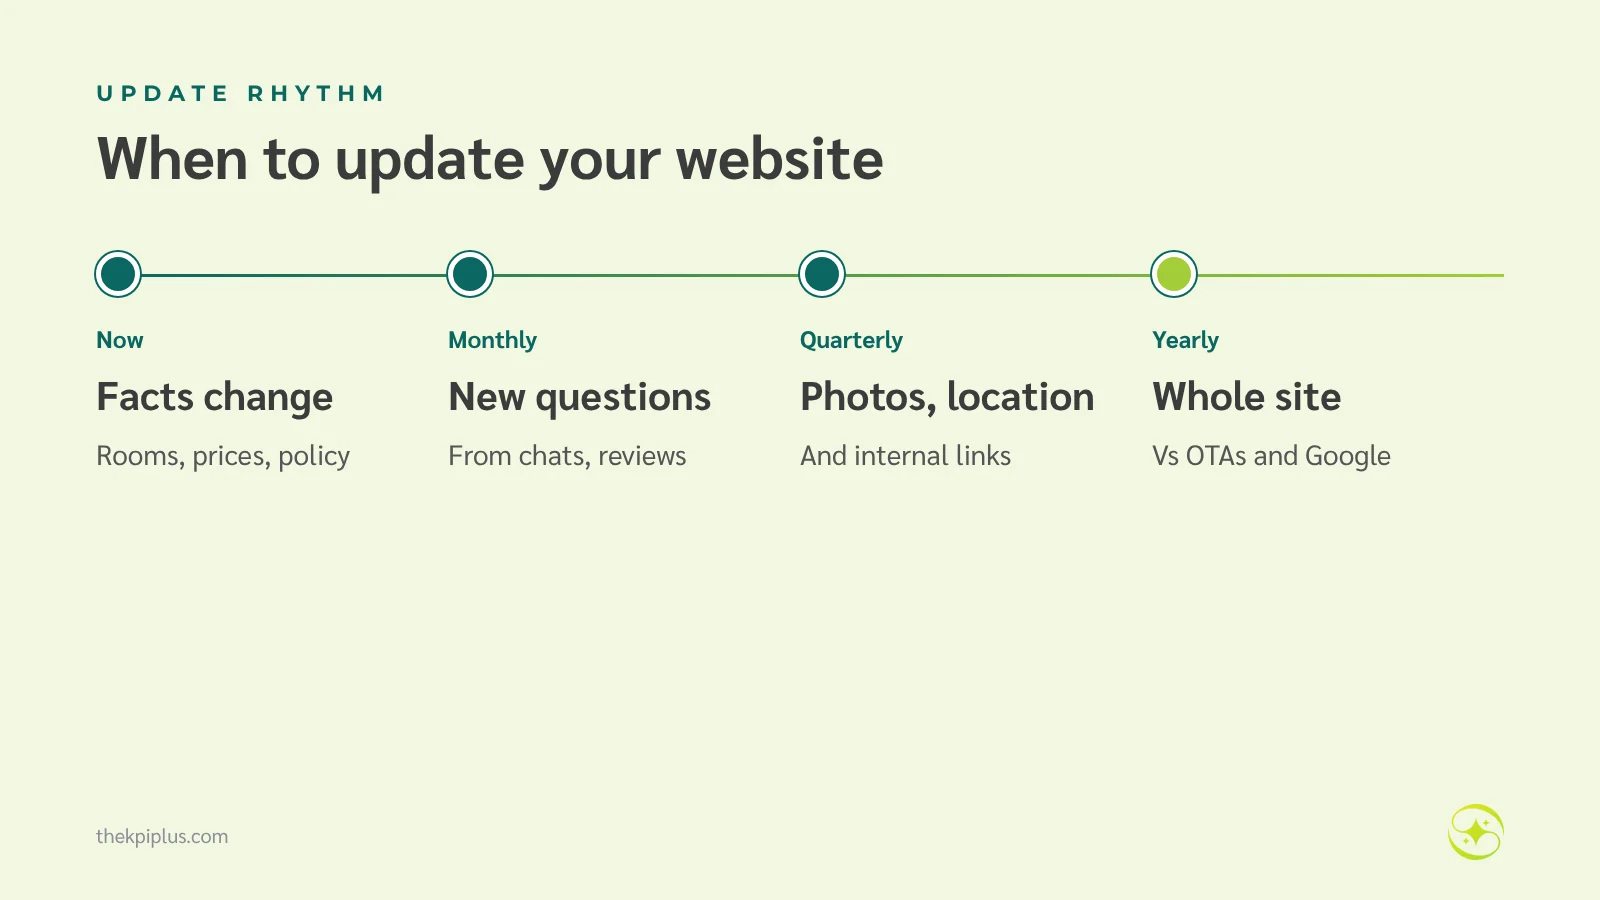 UPDATE RHYTHM
When to update your website
Now
Facts change
Rooms, prices, policy
Monthly
New questions
From chats, reviews
Quarterly
Photos, location
And internal links
Yearly
Whole site
Vs OTAs and Google
thekpiplus.com